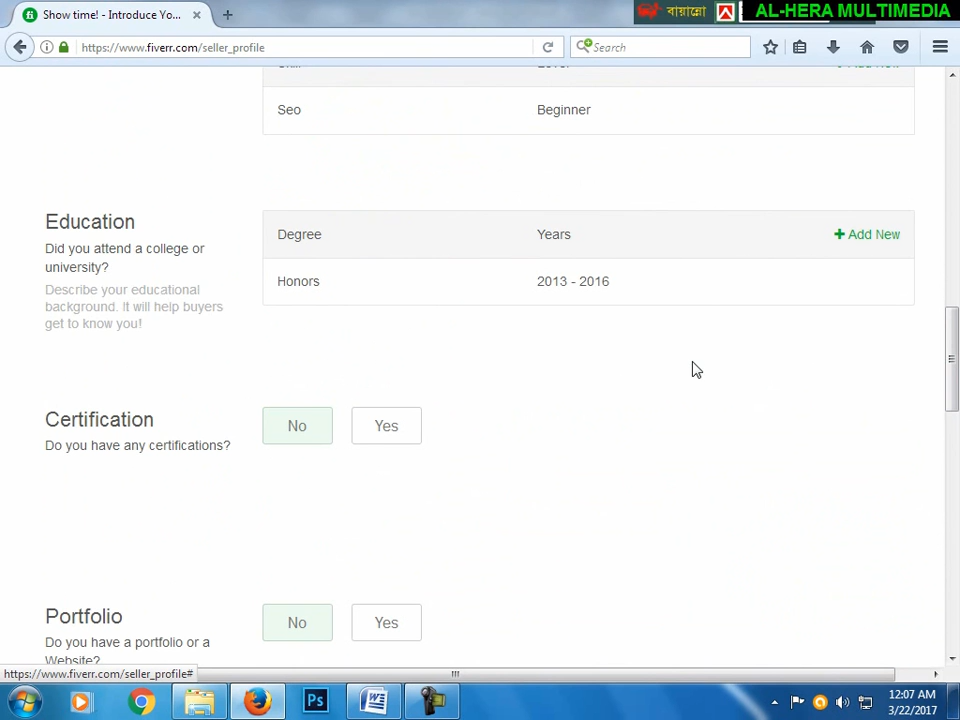 Show time! - Introduce Yo...
বায়ান্নো
AL-HERA MULTIMEDIA
https://www.fiverr.com/seller_profile
Search
Seo Beginner
Education
Did you attend a college or
university?
Describe your educational
background. It will help buyers
get to know you!
Degree Years Add New
Honors 2013 - 2016
Certification
Do you have any certifications?
No Yes
Portfolio
Do you have a portfolio or a
Website?
No Yes
https://www.fiverr.com/seller_profile#
Ps
12:07 AM
3/22/2017